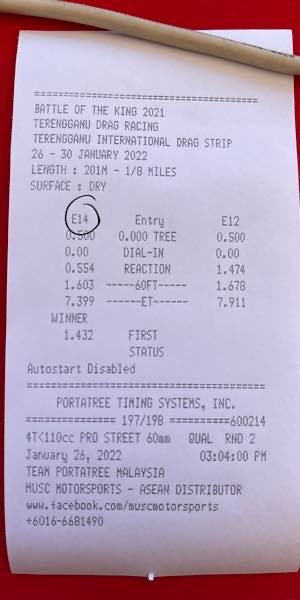 =====================================
BATTLE OF THE KING 2021
TERENGGANU DRAG RACING
TERENGGANU INTERNATIONAL DRAG STRIP
26 - 30 JANUARY 2022
LENGTH : 201M - 1/8 MILES
SURFACE : DRY
E14 Entry E12
0.500 0.000 TREE 0.500
0.00 DIAL-IN 0.00
0.554 REACTION 1.474
1.603 -----60FT----- 1.678
7.399 ------ET------ 7.911
WINNER
1.432 FIRST
STATUS
Autostart Disabled
=====================================
PORTATREE TIMING SYSTEMS, INC.
============== 197/198 ==========600214
4T<110cc PRO STREET 60mm QUAL RND 2
January 26, 2022 03:04:00 PM
TEAM PORTATREE MALAYSIA
MUSC MOTORSPORTS - ASEAN DISTRIBUTOR
www.facebook.com/muscmotorsports
+6016-6681490